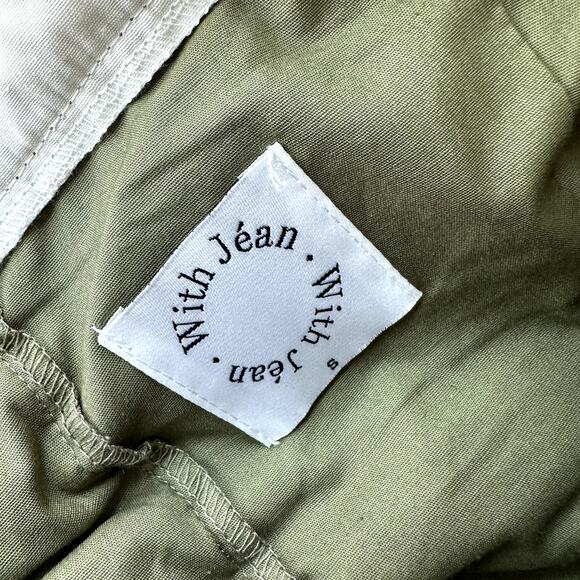 With Jéan . With Jéan .
S